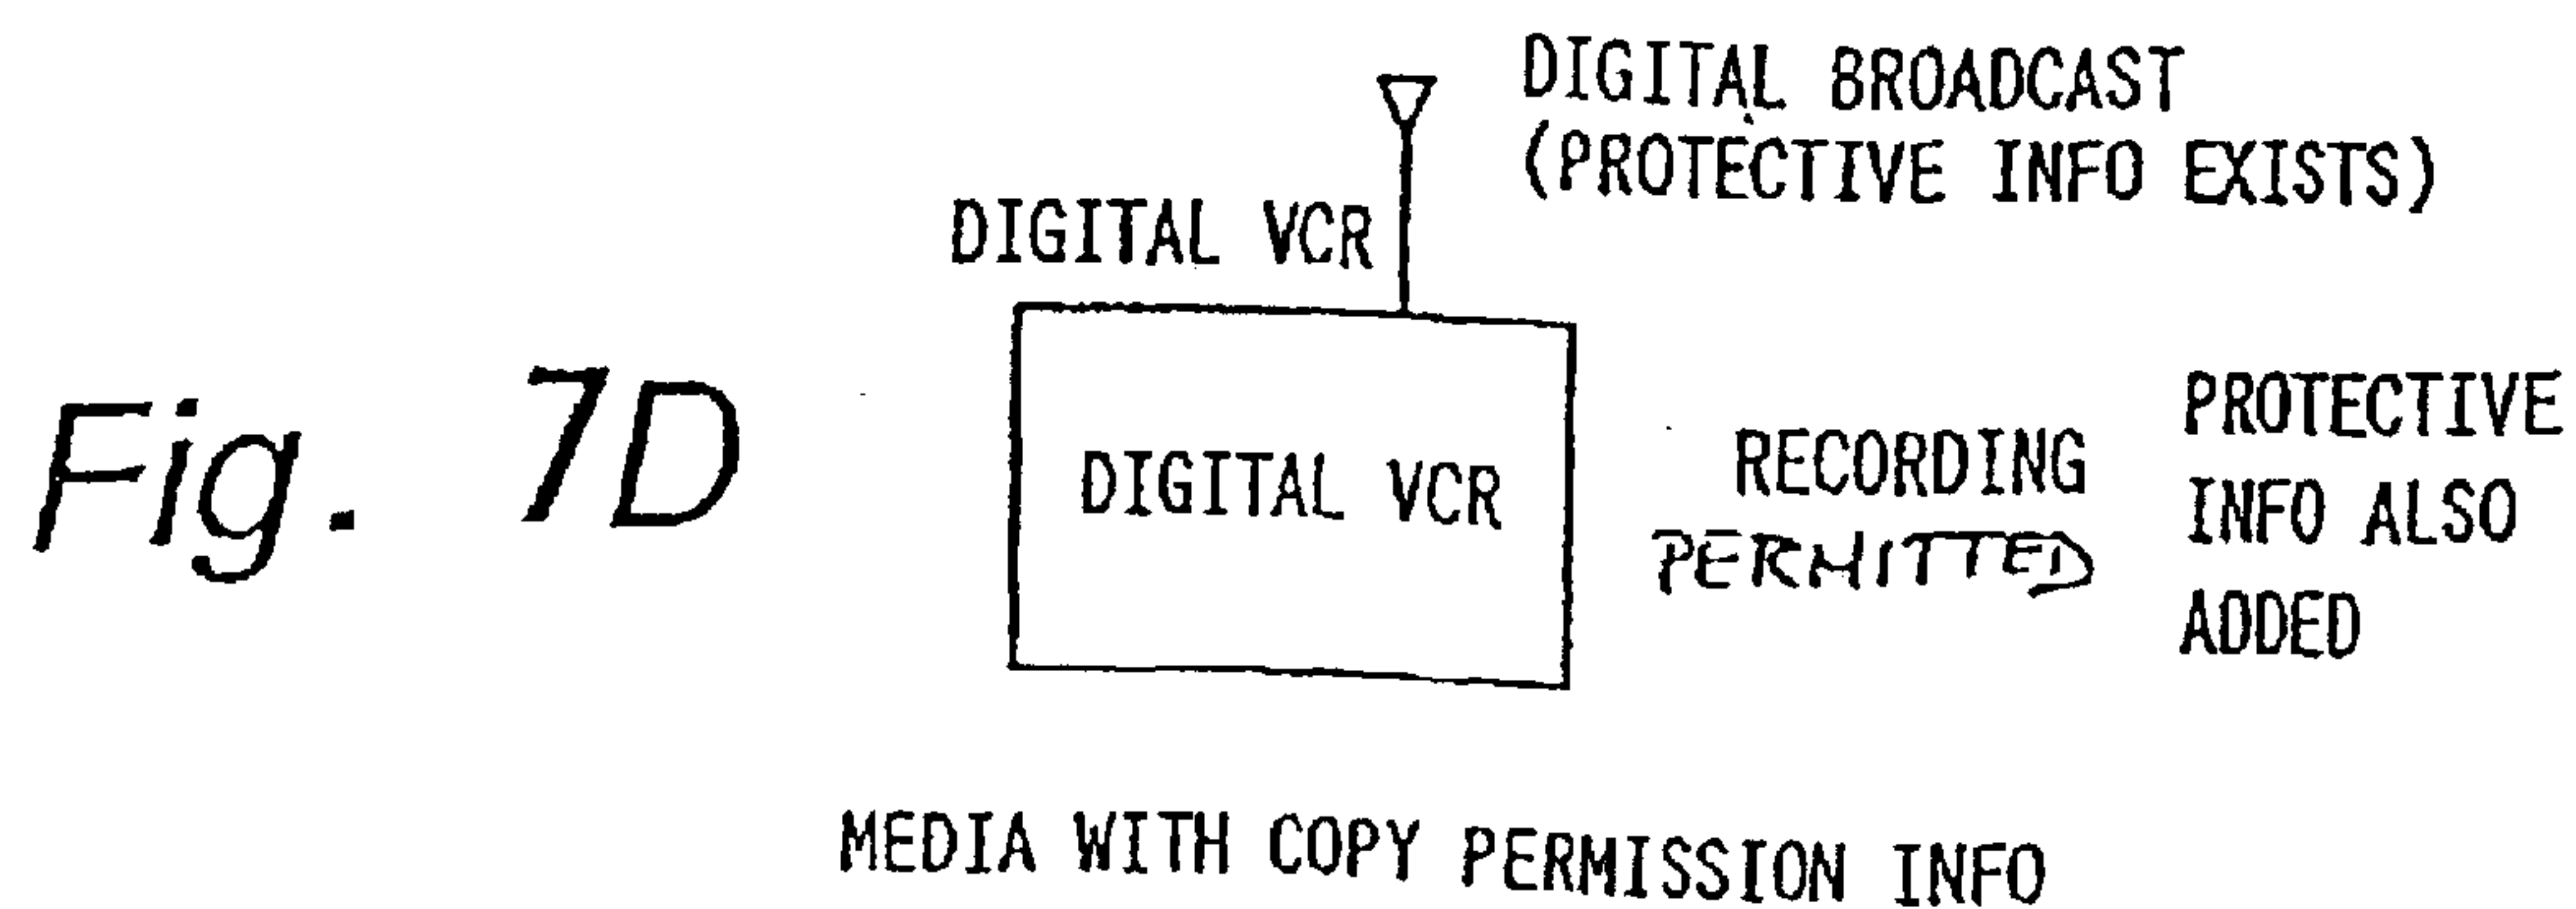 DIGITAL BROADCAST
(PROTECTIVE INFO EXISTS)
DIGITAL VCR
Fig. 7D
DIGITAL VCR
RECORDING
PERMITTED
PROTECTIVE
INFO ALSO
ADDED
MEDIA WITH COPY PERMISSION INFO